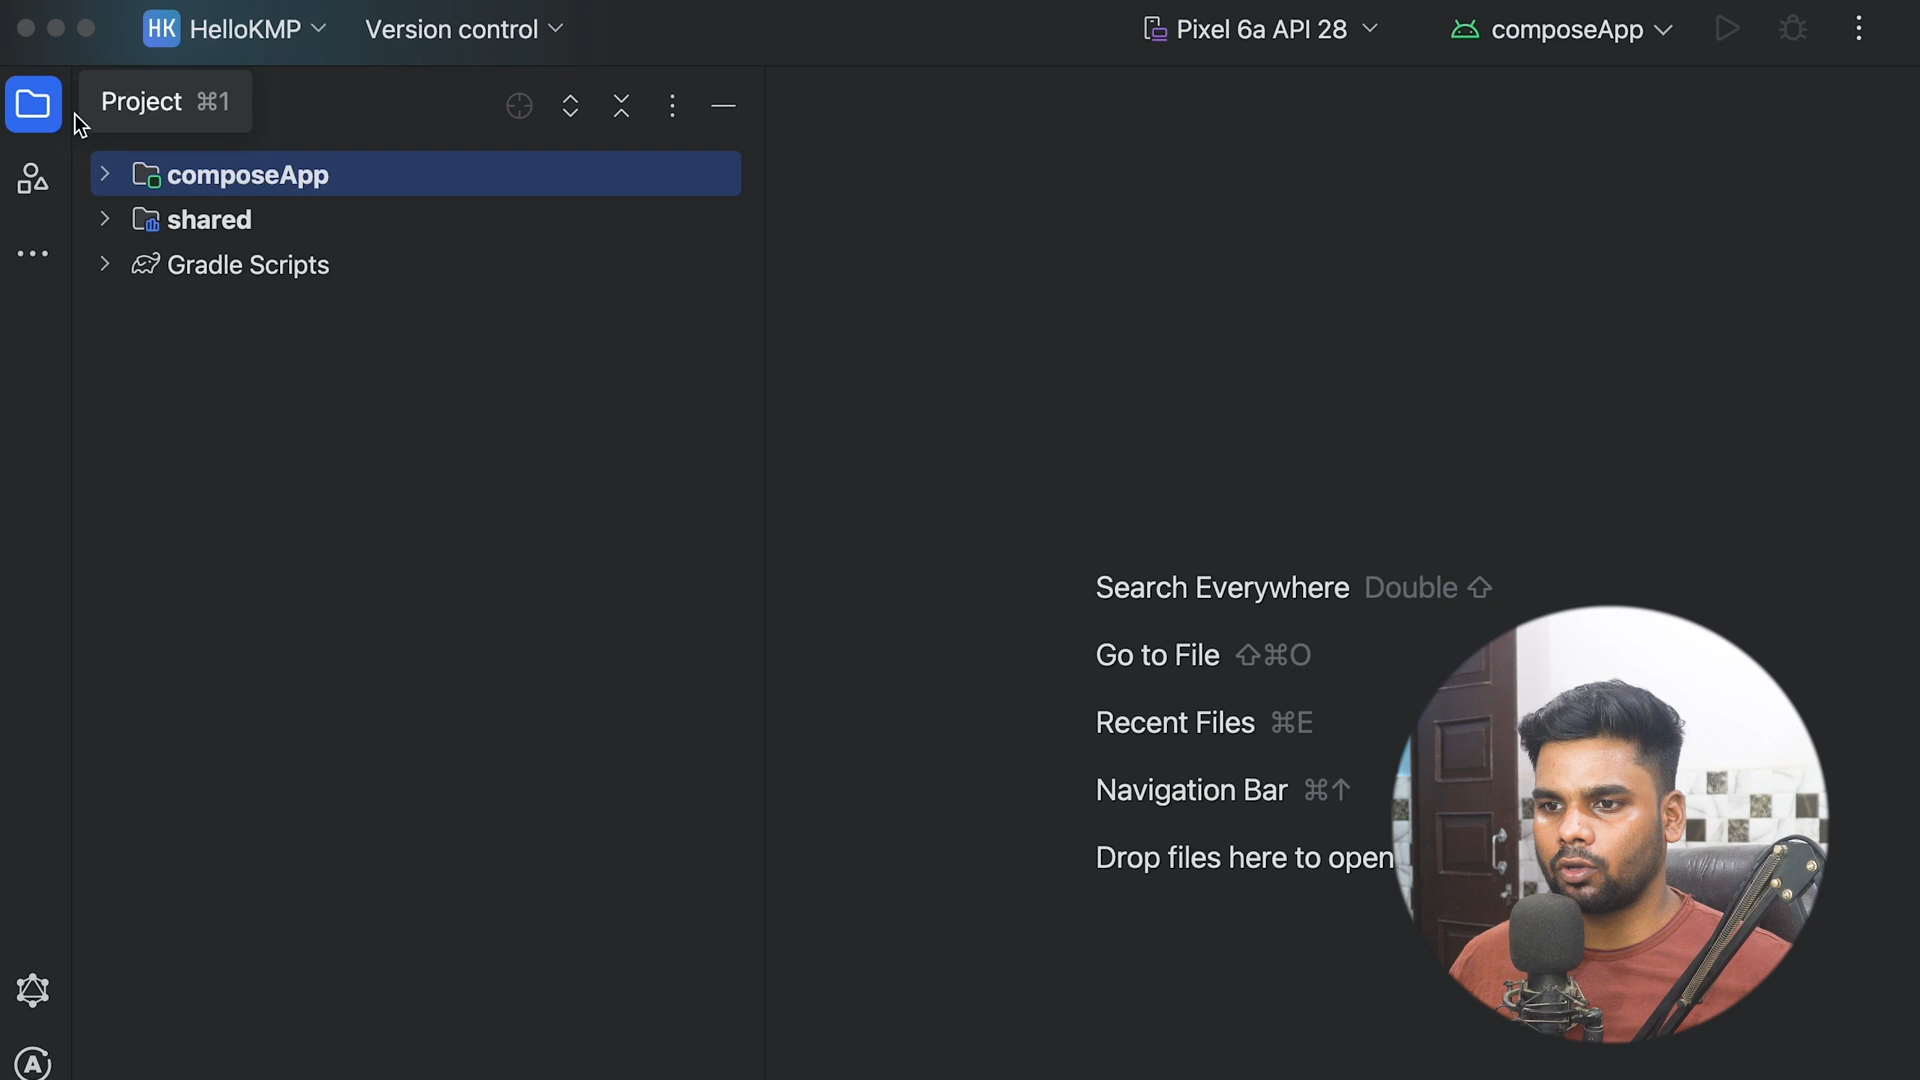 HK HelloKMP Version control Pixel 6a API 28 composeApp
Project ⌘1
composeApp
shared
Gradle Scripts
Search Everywhere Double ⇧
Go to File ⇧⌘O
Recent Files ⌘E
Navigation Bar ⌘↑
Drop files here to open
A